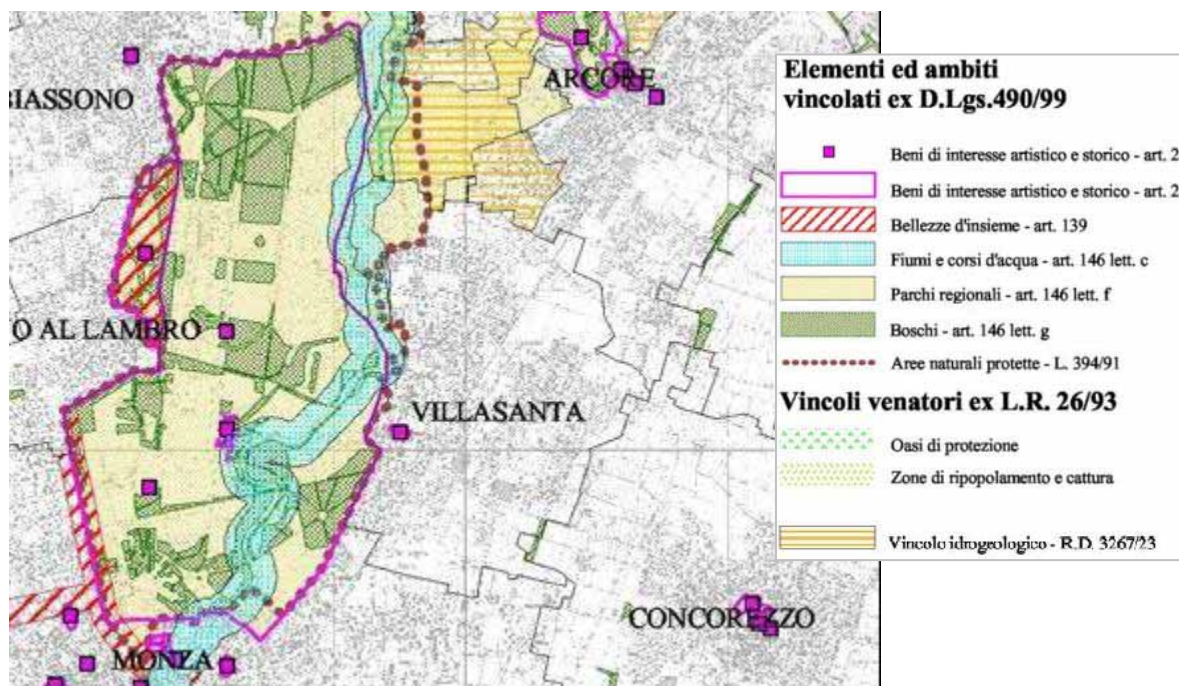 ARCORE
BIASSONO
O AL LAMBRO
VILLASANTA
CONCOREZZO
MONZA
Elementi ed ambiti
vincolati ex D.Lgs.490/99
Beni di interesse artistico e storico - art. 2
Beni di interesse artistico e storico - art. 2
Bellezze d'insieme - art. 139
Fiumi e corsi d'acqua - art. 146 lett. c
Parchi regionali - art. 146 lett. f
Boschi - art. 146 lett. g
Aree naturali protette - L. 394/91
Vincoli venatori ex L.R. 26/93
Oasi di protezione
Zone di ripopolamento e cattura
Vincolo idrogeologico - R.D. 3267/23